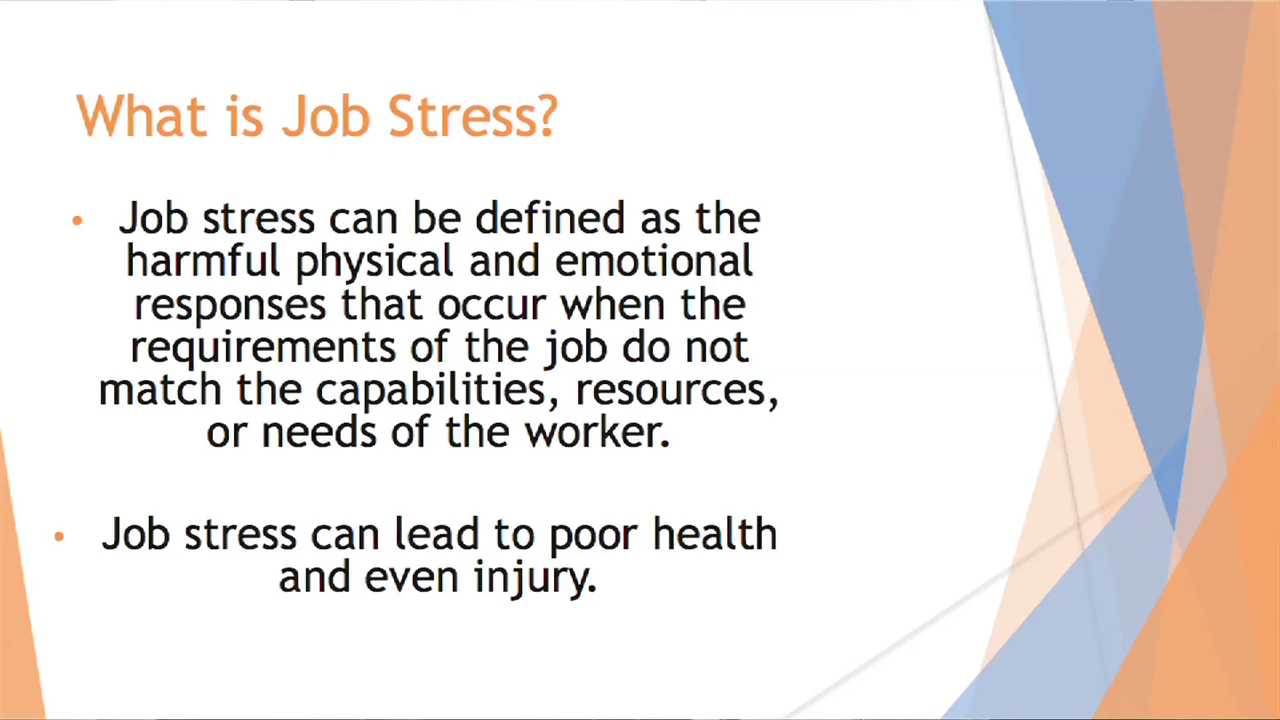 What is Job Stress?
• Job stress can be defined as the
harmful physical and emotional
responses that occur when the
requirements of the job do not
match the capabilities, resources,
or needs of the worker.
• Job stress can lead to poor health
and even injury.